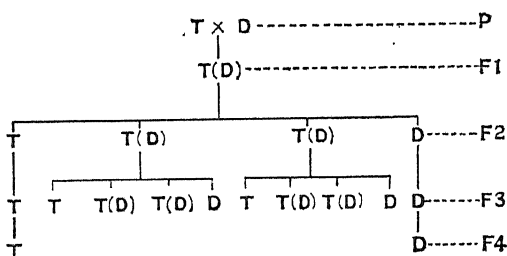 T × D P
T(D) F1
T T(D) T(D) D F2
T T T(D) T(D) D T T(D) T(D) D D F3
T D F4